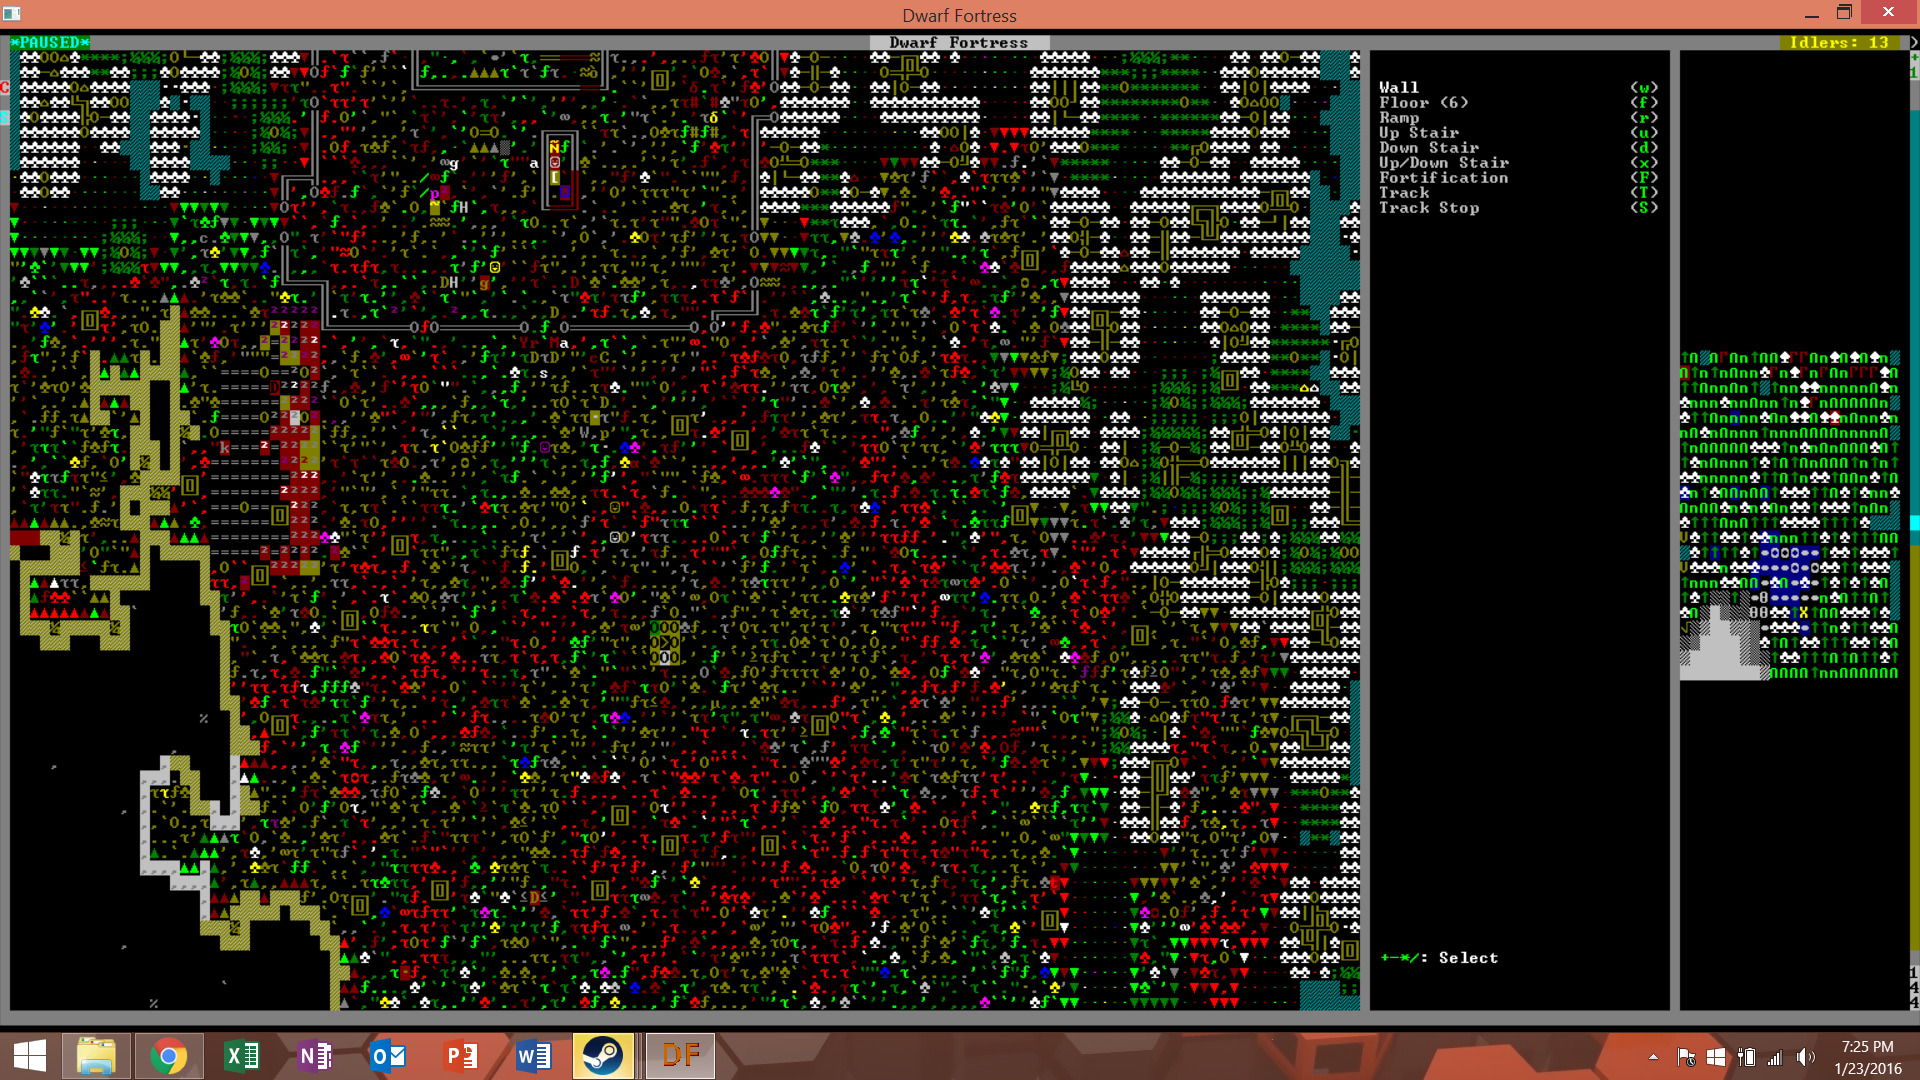 Dwarf Fortress
*PAUSED*
Dwarf Fortress
Idlers: 13
Wall (w)
Floor (6) (f)
Ramp (r)
Up Stair (u)
Down Stair (d)
Up/Down Stair (x)
Fortification (F)
Track (T)
Track Stop (S)
+-*/: Select
DF
7:25 PM
1/23/2016